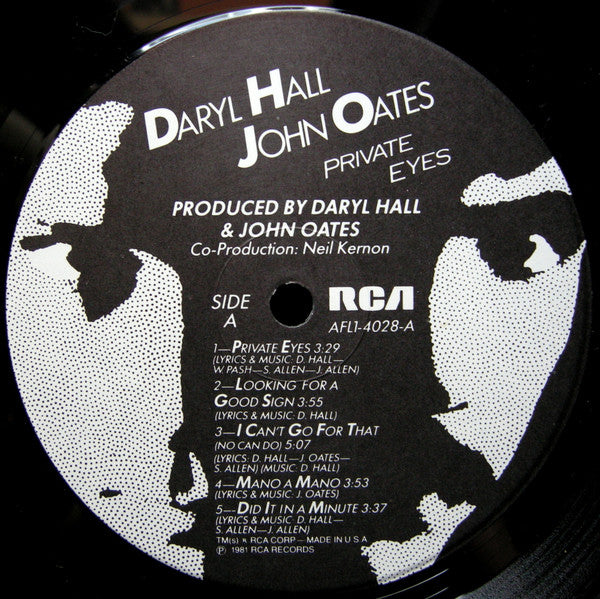 DARYL HALL
JOHN OATES
PRIVATE
EYES
PRODUCED BY DARYL HALL
& JOHN OATES
Co-Production: Neil Kernon
SIDE
A
RCA
AFL1-4028-A
1—PRIVATE EYES 3:29
(LYRICS & MUSIC: D. HALL—
W. PASH—S. ALLEN—J. ALLEN)
2—LOOKING FOR A
GOOD SIGN 3:55
(LYRICS & MUSIC: D. HALL)
3—I CAN'T GO FOR THAT
(NO CAN DO) 5:07
(LYRICS: D. HALL—J. OATES—
S. ALLEN) (MUSIC: D. HALL)
4—MANO A MANO 3:53
(LYRICS & MUSIC: J. OATES)
5—DID IT IN A MINUTE 3:37
(LYRICS & MUSIC: D. HALL—
S. ALLEN—J. ALLEN)
TM(s) ® RCA CORP—MADE IN U.S.A.
℗ 1981 RCA RECORDS